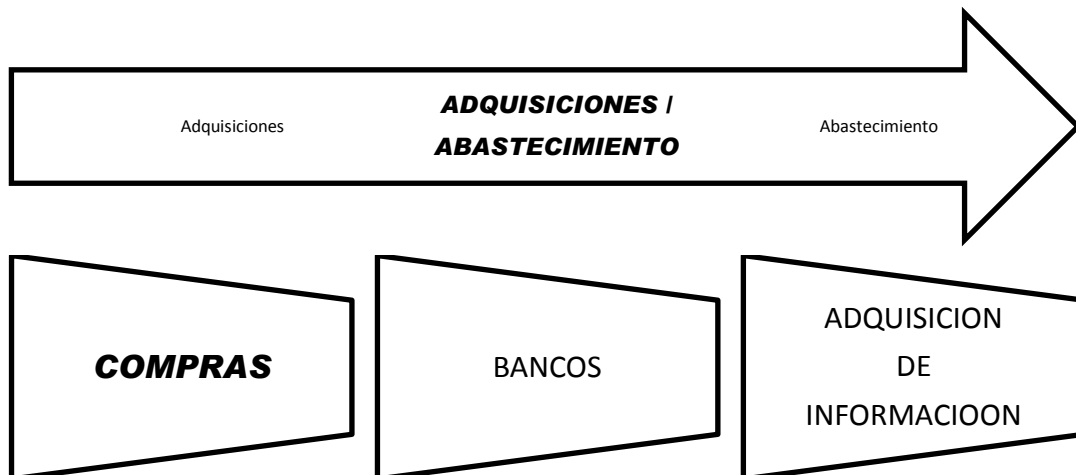 Adquisiciones
ADQUISICIONES /
ABASTECIMIENTO
Abastecimiento
COMPRAS
BANCOS
ADQUISICION
DE
INFORMACIOON